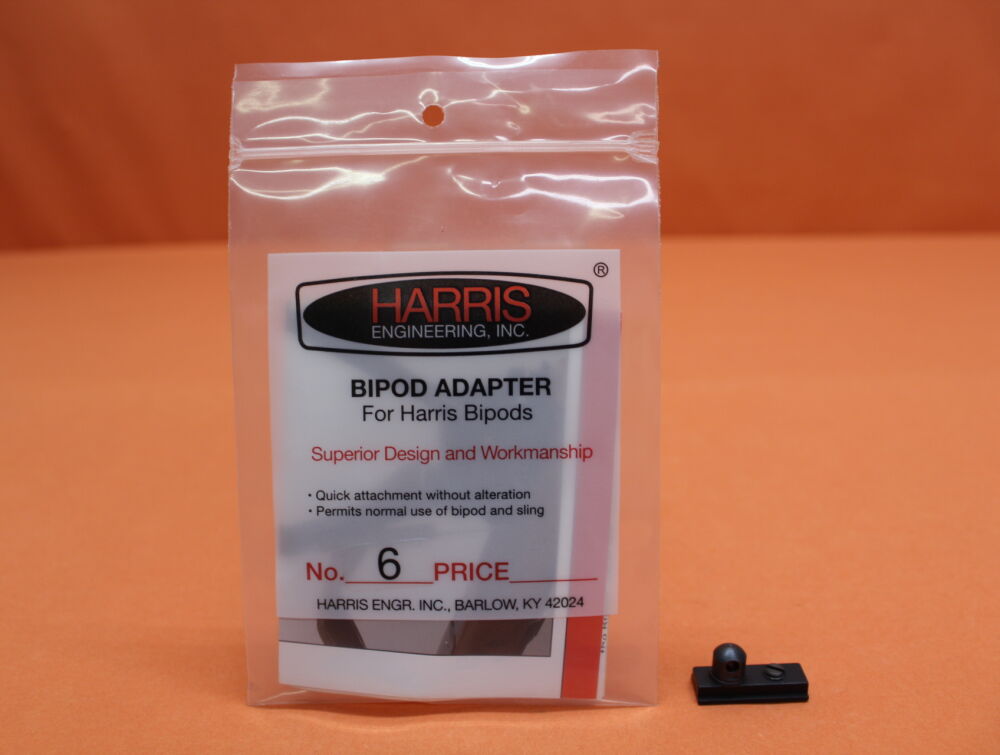 ®
HARRIS
ENGINEERING, INC.
BIPOD ADAPTER
For Harris Bipods
Superior Design and Workmanship
• Quick attachment without alteration
• Permits normal use of bipod and sling
No. 6 PRICE
HARRIS ENGR. INC., BARLOW, KY 42024